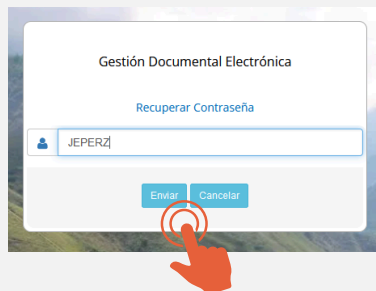 Gestión Documental Electrónica
Recuperar Contraseña
JEPERZ
Enviar Cancelar